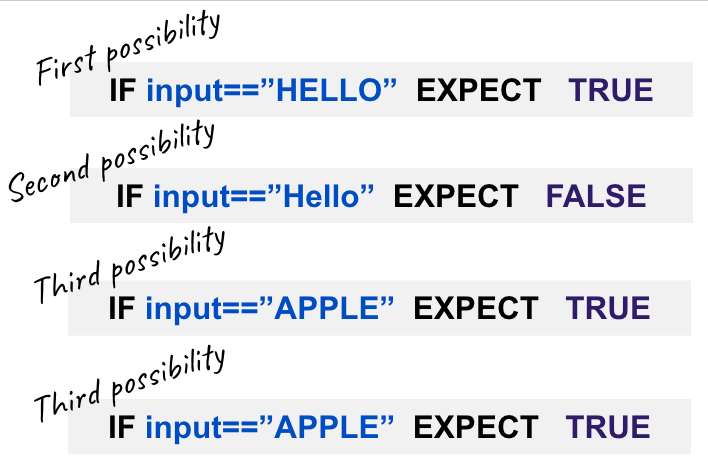 First possibility
IF input==”HELLO” EXPECT TRUE
Second possibility
IF input==”Hello” EXPECT FALSE
Third possibility
IF input==”APPLE” EXPECT TRUE
Third possibility
IF input==”APPLE” EXPECT TRUE